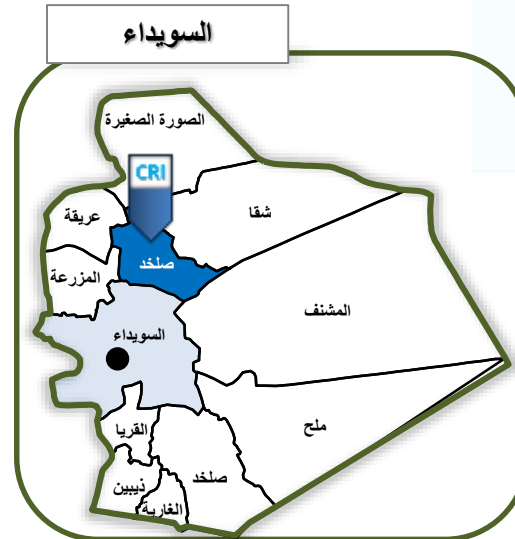 السويداء
الصورة الصغيرة
CRI
شقا
عريقة
صلخد
المزرعة
المشنف
السويداء
ملح
القريا
صلخد
ذيبين
الغارية